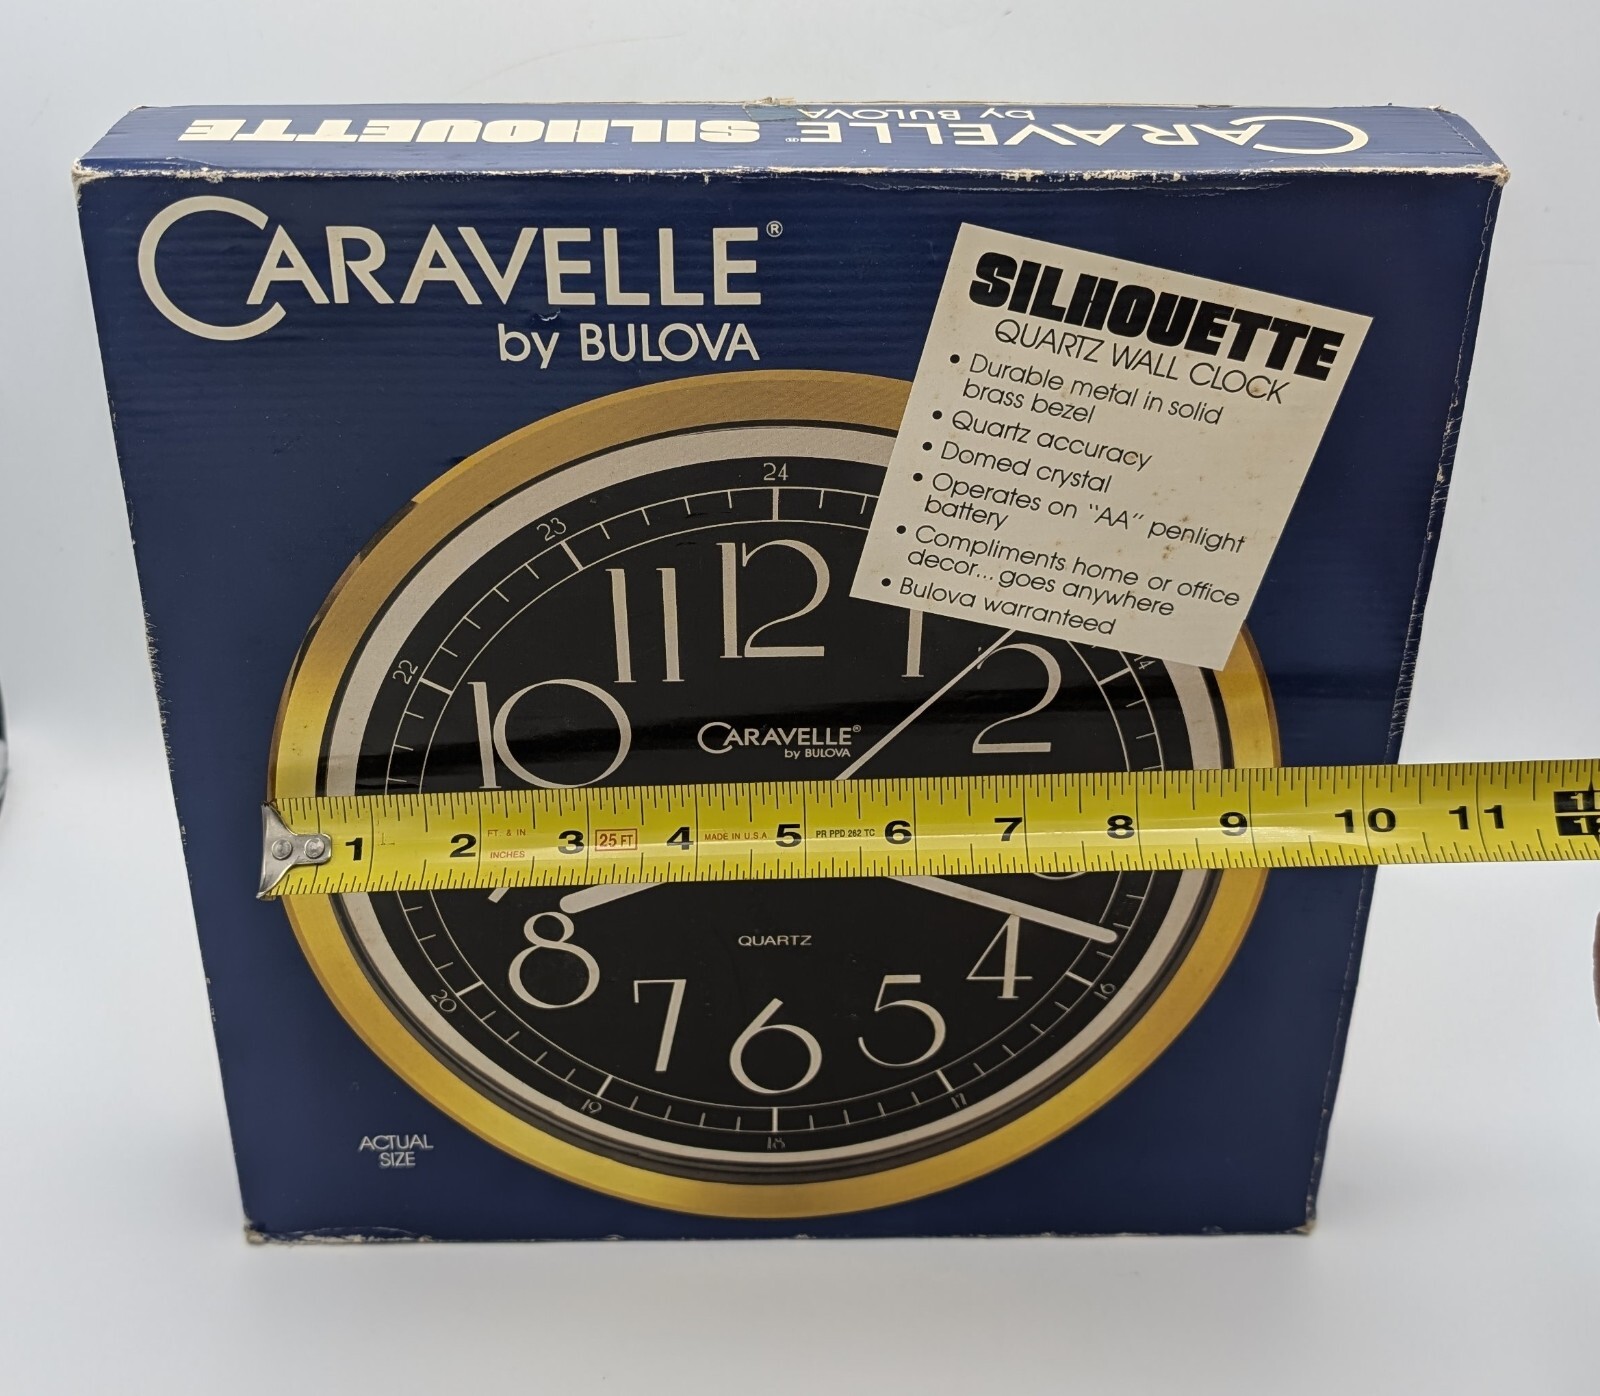 CARAVELLE® SILHOUETTE
by BULOVA
CARAVELLE®
by BULOVA
SILHOUETTE
QUARTZ WALL CLOCK
• Durable metal in solid
brass bezel
• Quartz accuracy
• Domed crystal
• Operates on "AA" penlight
battery
• Compliments home or office
decor... goes anywhere
• Bulova warranteed
24
23
22
14
12
11
1
10
2
CARAVELLE®
by BULOVA
1 2 3 4 5 6 7 8 9 10 11
FT. & IN
INCHES
25 FT
MADE IN U.S.A.
PR PPD 262 TC
8
QUARTZ
4
7
5
6
20
16
19
17
18
ACTUAL
SIZE